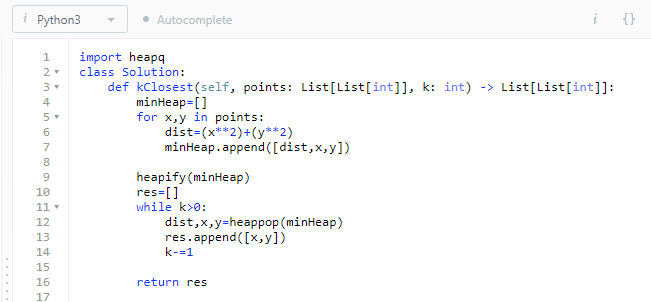 i Python3 Autocomplete i {}
1 import heapq
2 class Solution:
3     def kClosest(self, points: List[List[int]], k: int) -> List[List[int]]:
4         minHeap=[]
5         for x,y in points:
6             dist=(x**2)+(y**2)
7             minHeap.append([dist,x,y])
8
9         heapify(minHeap)
10         res=[]
11         while k>0:
12             dist,x,y=heappop(minHeap)
13             res.append([x,y])
14             k-=1
15
16         return res
17